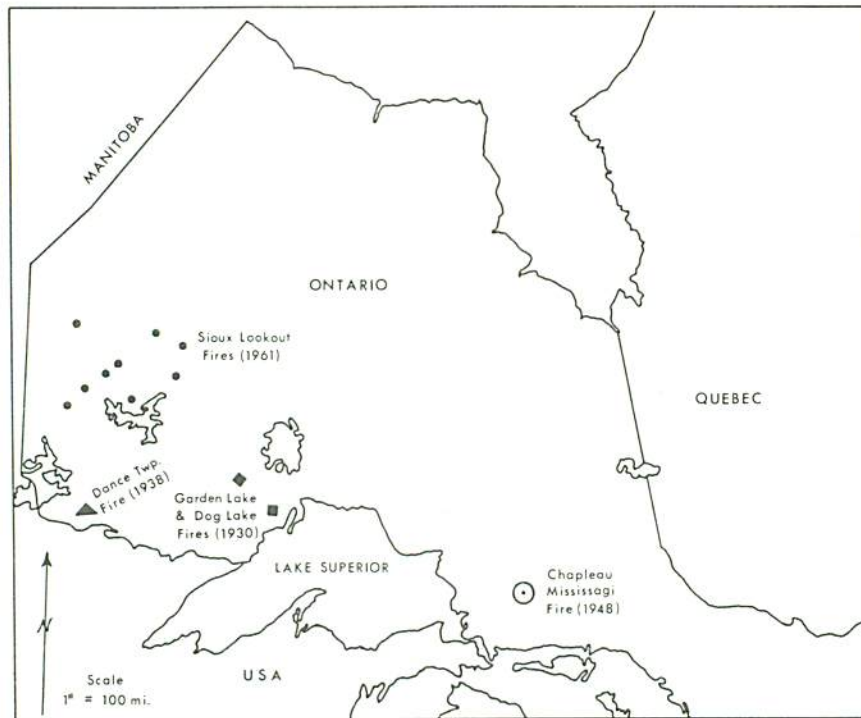 MANITOBA
ONTARIO
Sioux Lookout
Fires (1961)
QUEBEC
Dance Twp.
Fire (1938)
Garden Lake
& Dog Lake
Fires (1930)
LAKE SUPERIOR
Chapleau
Mississagi
Fire (1948)
N
USA
Scale
1" = 100 mi.